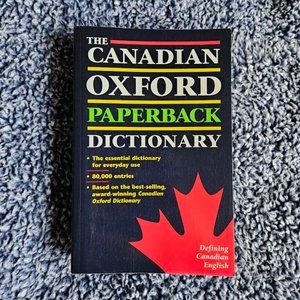 THE
CANADIAN
OXFORD
PAPERBACK
DICTIONARY
• The essential dictionary
for everyday use
• 80,000 entries
• Based on the best-selling,
award-winning Canadian
Oxford Dictionary
Defining
Canadian
English